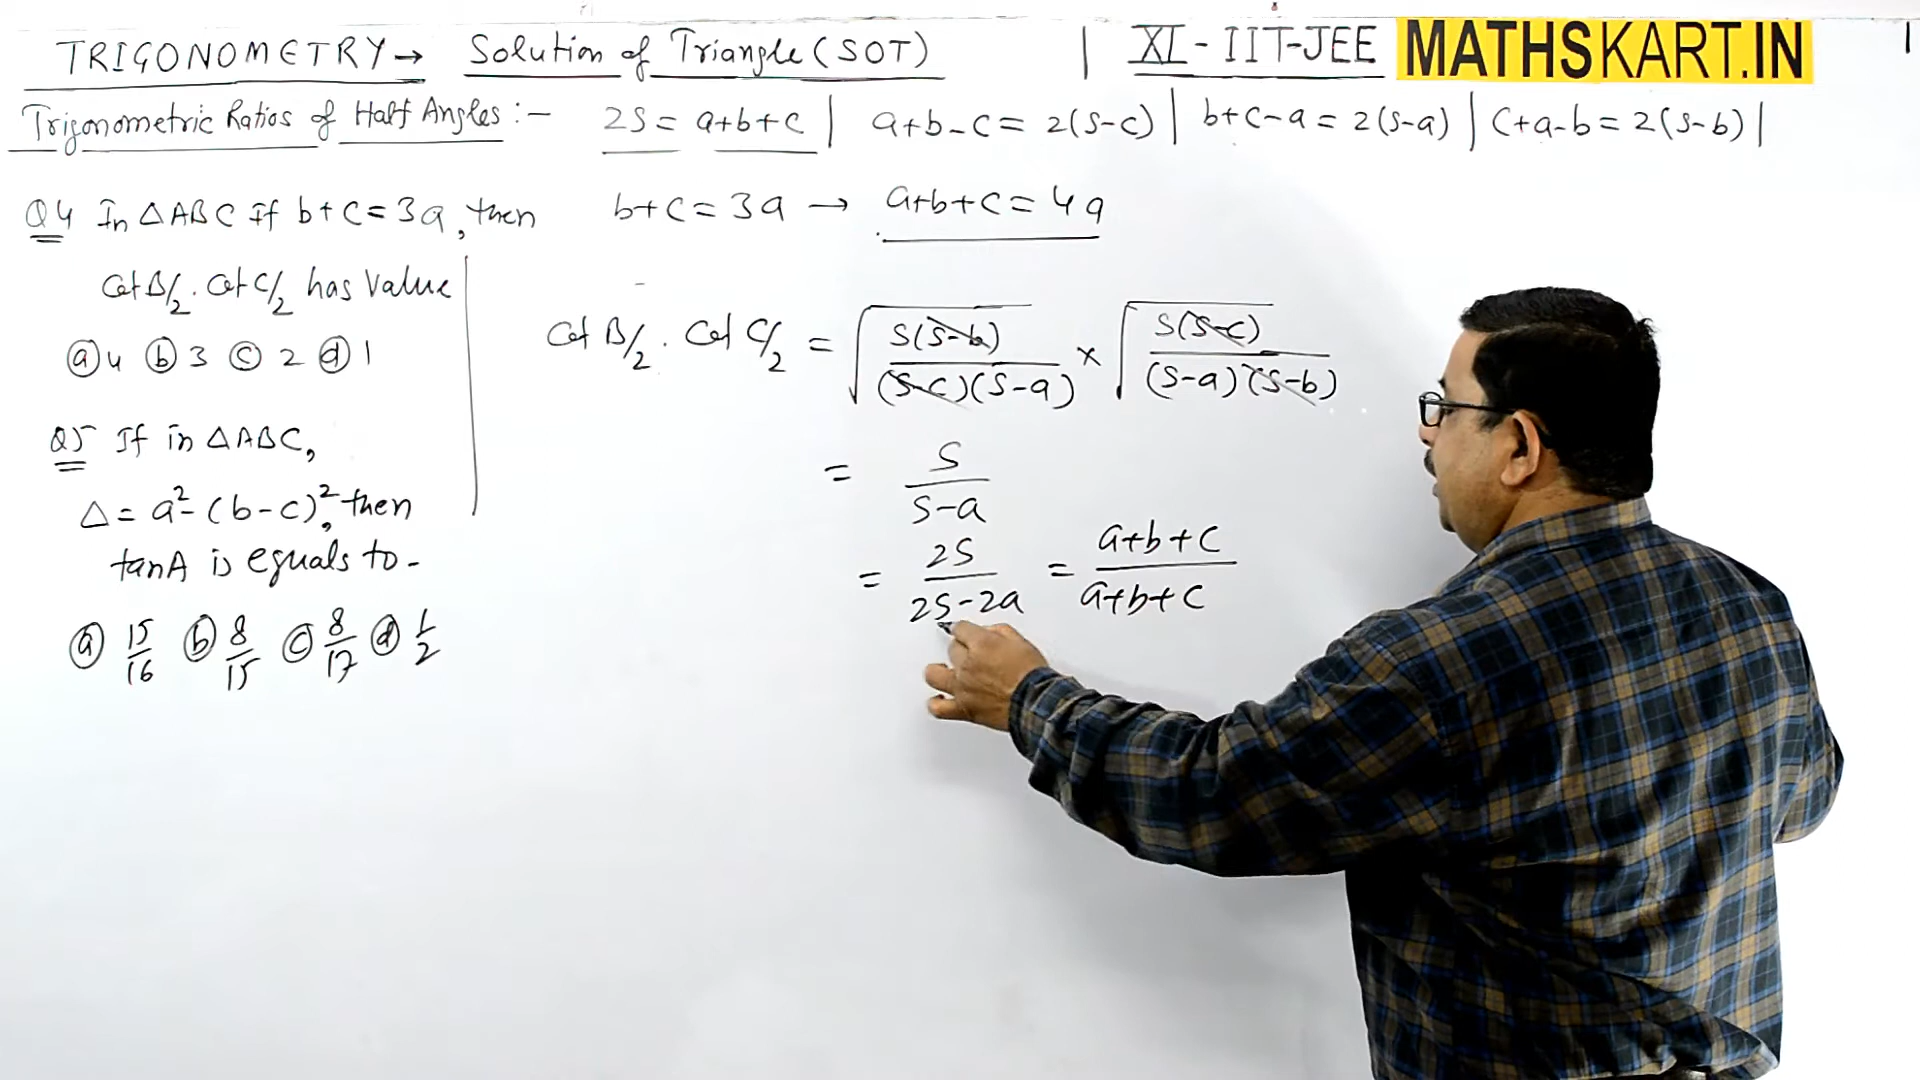 TRIGONOMETRY → Solution of Triangle (SOT) | XI - IIT-JEE MATHSKART.IN
Trigonometric Ratios of Half Angles :- 2S = a+b+c | a+b-c = 2(s-c) | b+c-a = 2(s-a) | c+a-b = 2(s-b) |
Q4 In △ABC If b+c=3a, then
Cot B/2 . Cot C/2 has Value
(a) 4 (b) 3 (c) 2 (d) 1
Q5 If in △ABC,
△ = a²-(b-c)², then
tanA is equals to -
(a) 15/16 (b) 8/15 (c) 8/17 (d) 1/2
b+c = 3a → a+b+c = 4a
Cot B/2 . Cot C/2 = √(S(S-b)/(S-c)(S-a)) × √(S(S-c)/(S-a)(S-b))
= S/(S-a)
= 2S/(2S-2a) = (a+b+c)/(a+b+c)